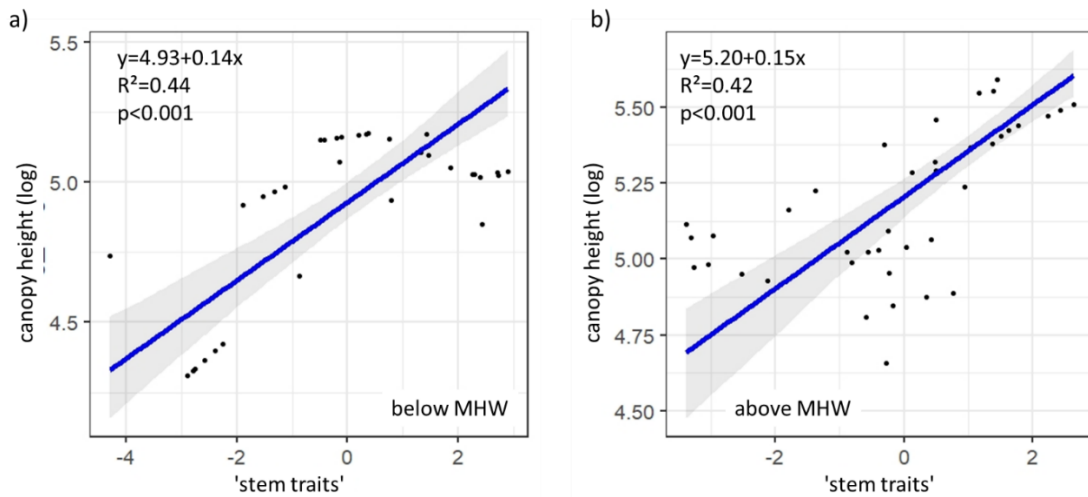 a)
y=4.93+0.14x
R²=0.44
p<0.001
canopy height (log)
5.5
5.0
4.5
below MHW
-4
-2
0
2
'stem traits'
b)
y=5.20+0.15x
R²=0.42
p<0.001
canopy height (log)
5.50
5.25
5.00
4.75
4.50
above MHW
-2
0
2
'stem traits'